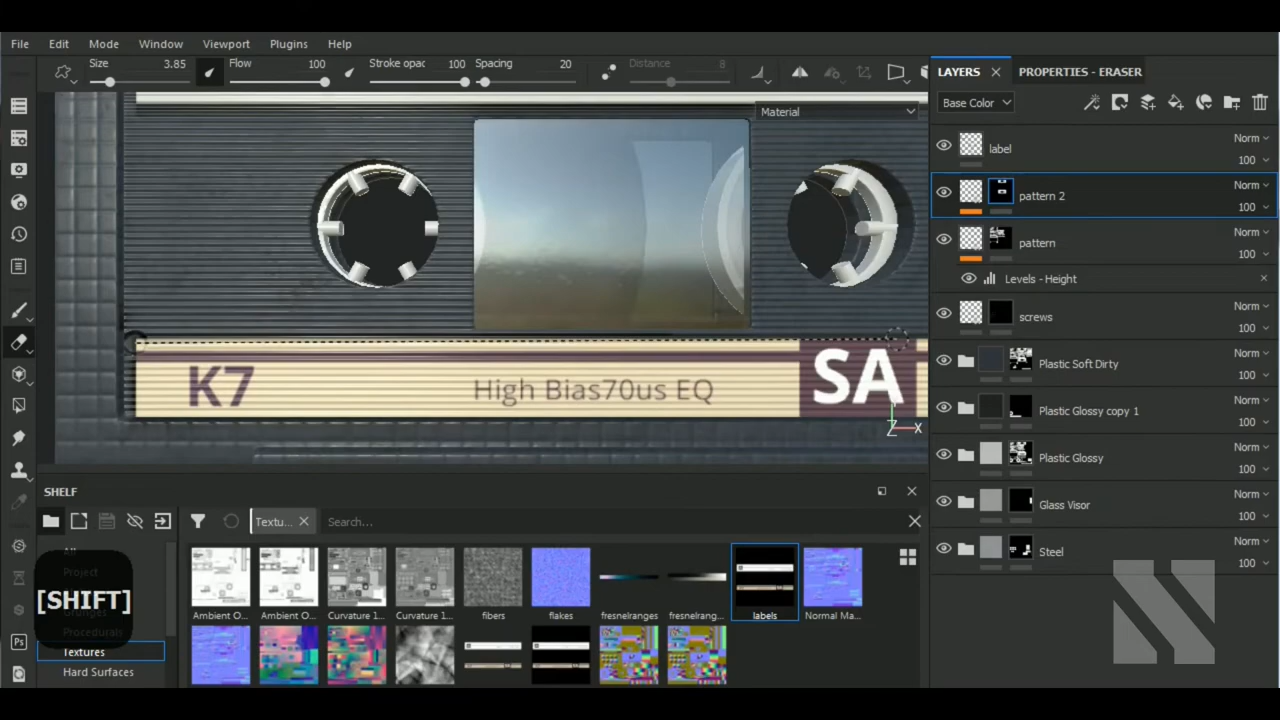 File Edit Mode Window Viewport Plugins Help
Size 3.85 Flow 100 Stroke opac 100 Spacing 20 Distance 8
Material
LAYERS × PROPERTIES - ERASER
Base Color
label Norm 100
pattern 2 Norm 100
pattern Norm 100
Levels - Height
screws Norm 100
Plastic Soft Dirty Norm 100
Plastic Glossy copy 1 Norm 100
Plastic Glossy Norm 100
Glass Visor Norm 100
Steel Norm 100
K7 High Bias70us EQ SA
Z X
SHELF
Textu... × Search...
All
Project
[SHIFT]
Procedurals
Textures
Hard Surfaces
Ambient O... Ambient O... Curvature 1... Curvature 1... fibers flakes fresnelranges fresnelrang... labels Normal Ma...
Ps